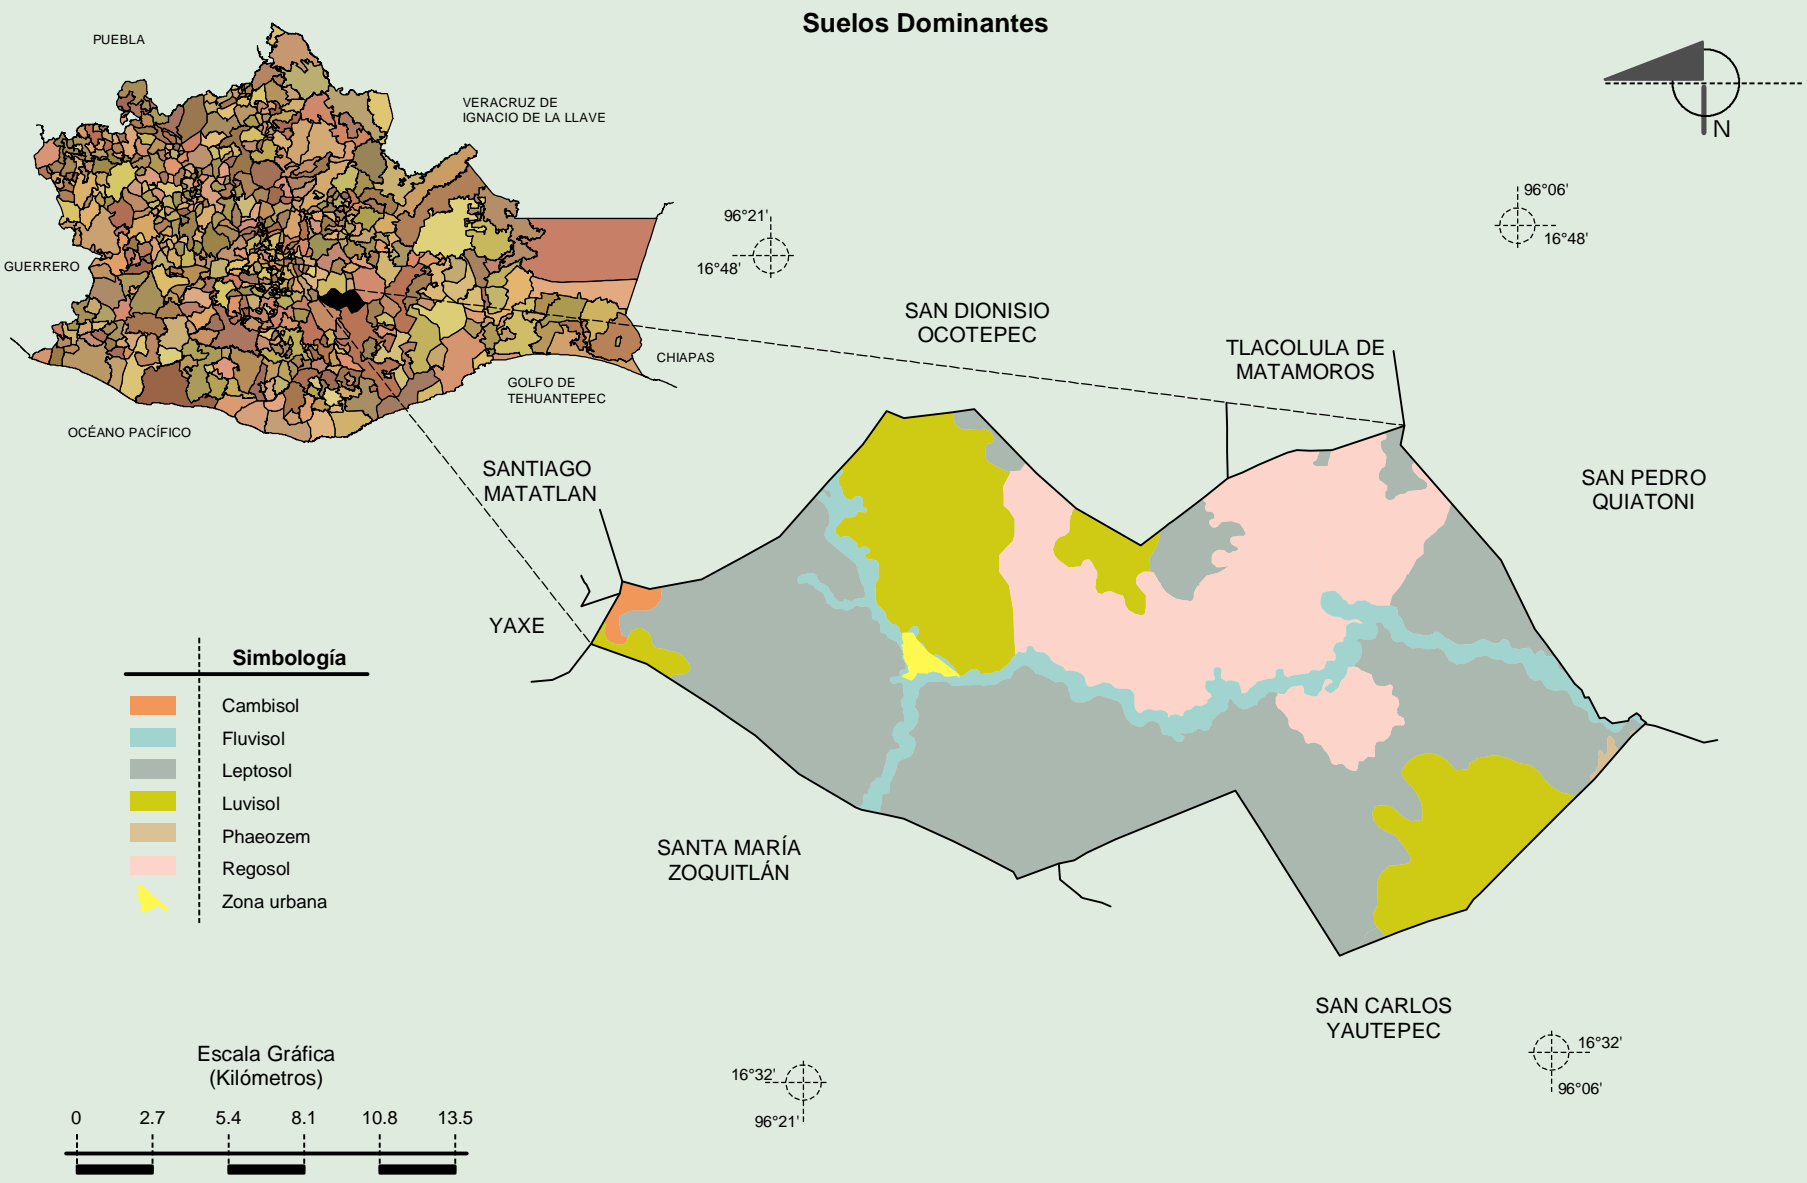 Suelos Dominantes
PUEBLA
VERACRUZ DE
IGNACIO DE LA LLAVE
GUERRERO
CHIAPAS
GOLFO DE
TEHUANTEPEC
OCÉANO PACÍFICO
N
96°21'
16°48'
96°06'
16°48'
SAN DIONISIO
OCOTEPEC
TLACOLULA DE
MATAMOROS
SANTIAGO
MATATLAN
SAN PEDRO
QUIATONI
YAXE
SANTA MARÍA
ZOQUITLÁN
SAN CARLOS
YAUTEPEC
Simbología
Cambisol
Fluvisol
Leptosol
Luvisol
Phaeozem
Regosol
Zona urbana
16°32'
96°21'
16°32'
96°06'
Escala Gráfica
(Kilómetros)
0 2.7 5.4 8.1 10.8 13.5